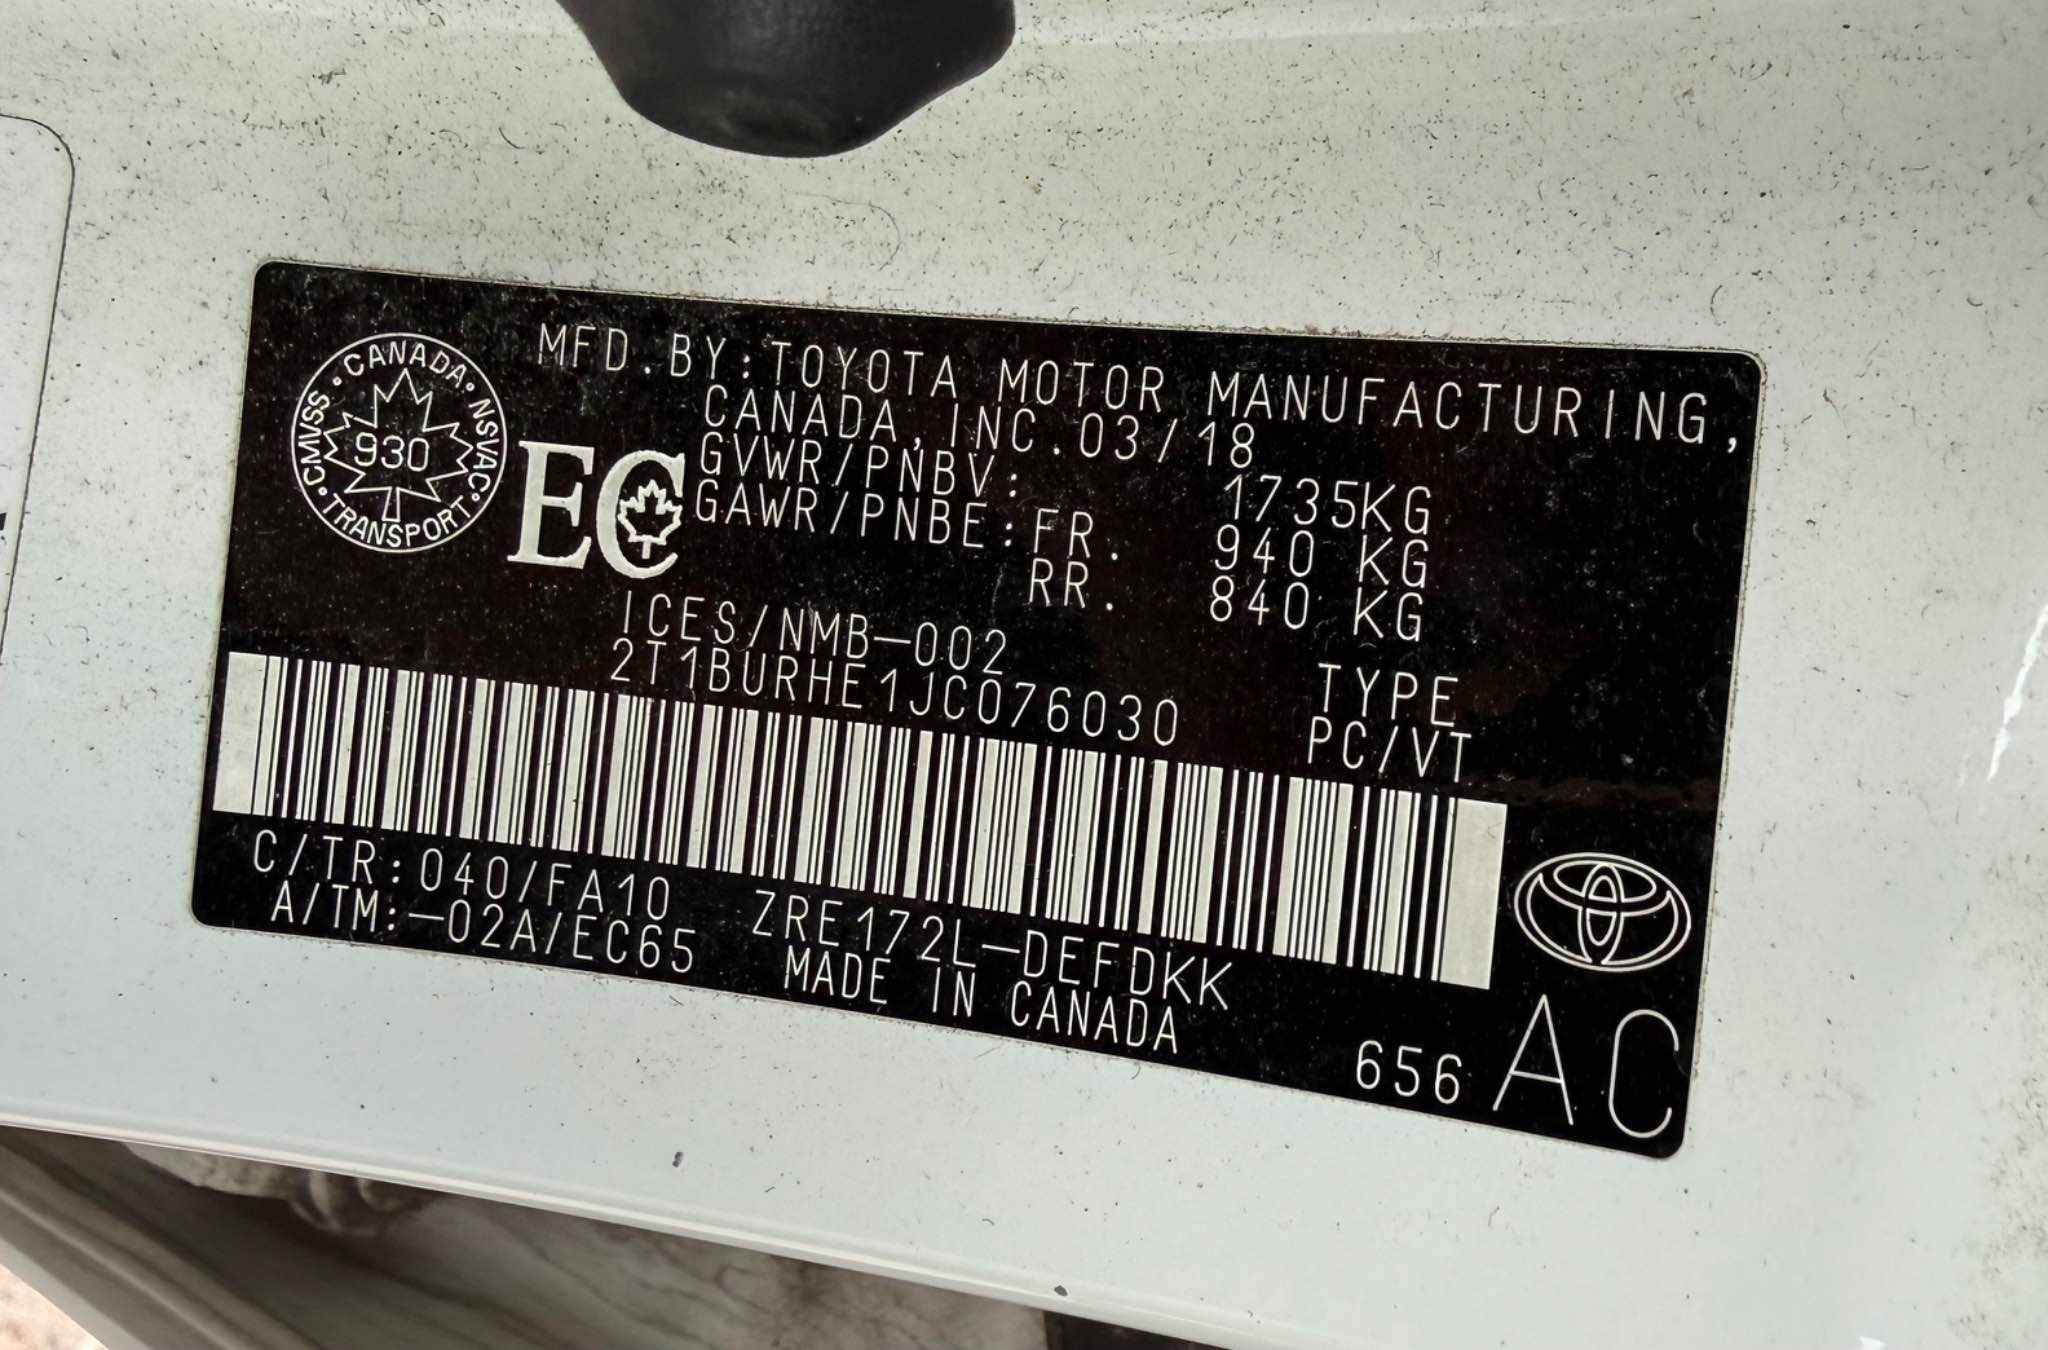 MFD.BY:TOYOTA MOTOR MANUFACTURING,
CANADA, INC.03/18
GVWR/PNBV: 1735KG
GAWR/PNBE:FR. 940 KG
RR. 840 KG
CANADA
CMVSS
NSVAC
930
TRANSPORT
EC
ICES/NMB-002
2T1BURHE1JC076030
TYPE
PC/VT
C/TR:040/FA10 ZRE172L-DEFDKK
A/TM:-02A/EC65 MADE IN CANADA
656 AC